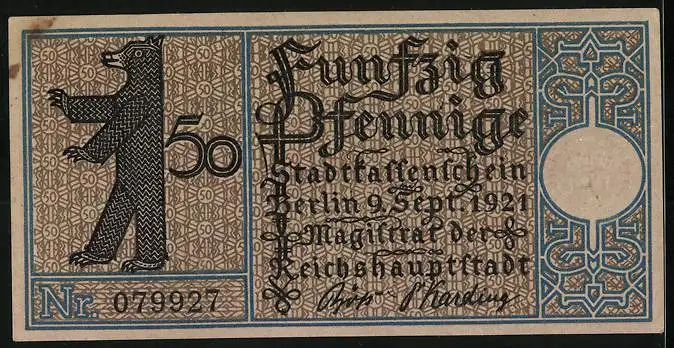 50
Funfzig
Pfennige
Stadtkassenschein
Berlin 9. Sept. 1921
Magistrat der
Reichshauptstadt
Nr. 079927